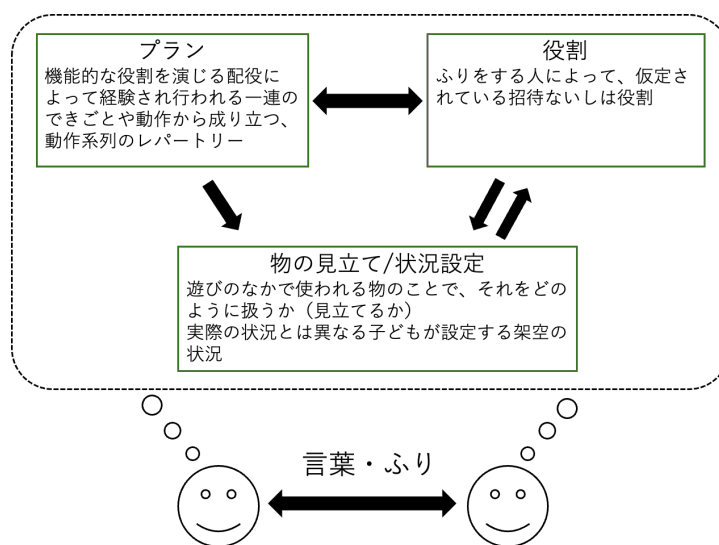 プラン
機能的な役割を演じる配役に
よって経験され行われる一連の
できごとや動作から成り立つ、
動作系列のレパートリー
役割
ふりをする人によって、仮定さ
れている招待ないしは役割
物の見立て/状況設定
遊びのなかで使われる物のことで、それをどの
ように扱うか（見立てるか）
実際の状況とは異なる子どもが設定する架空の
状況
言葉・ふり